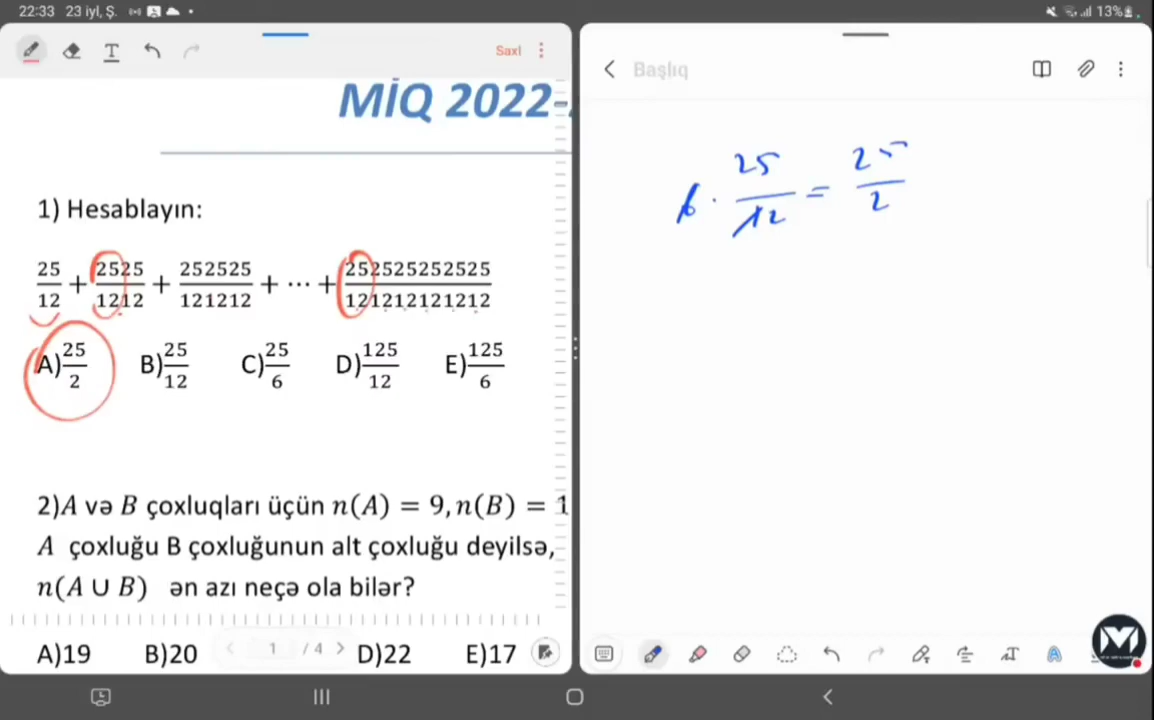 22:33 23 iyl, Ş.
13%
Saxl
Başlıq
MİQ 2022-
1) Hesablayın:
25/12 + 2525/1212 + 252525/121212 + ··· + 252525252525/121212121212
A) 25/2 B) 25/12 C) 25/6 D) 125/12 E) 125/6
2) A və B çoxluqları üçün n(A) = 9, n(B) = 1
A çoxluğu B çoxluğunun alt çoxluğu deyilsə,
n(A ∪ B) ən azı neçə ola bilər?
A)19 B)20 D)22 E)17
1 / 4
6 · 25/12 = 25/2